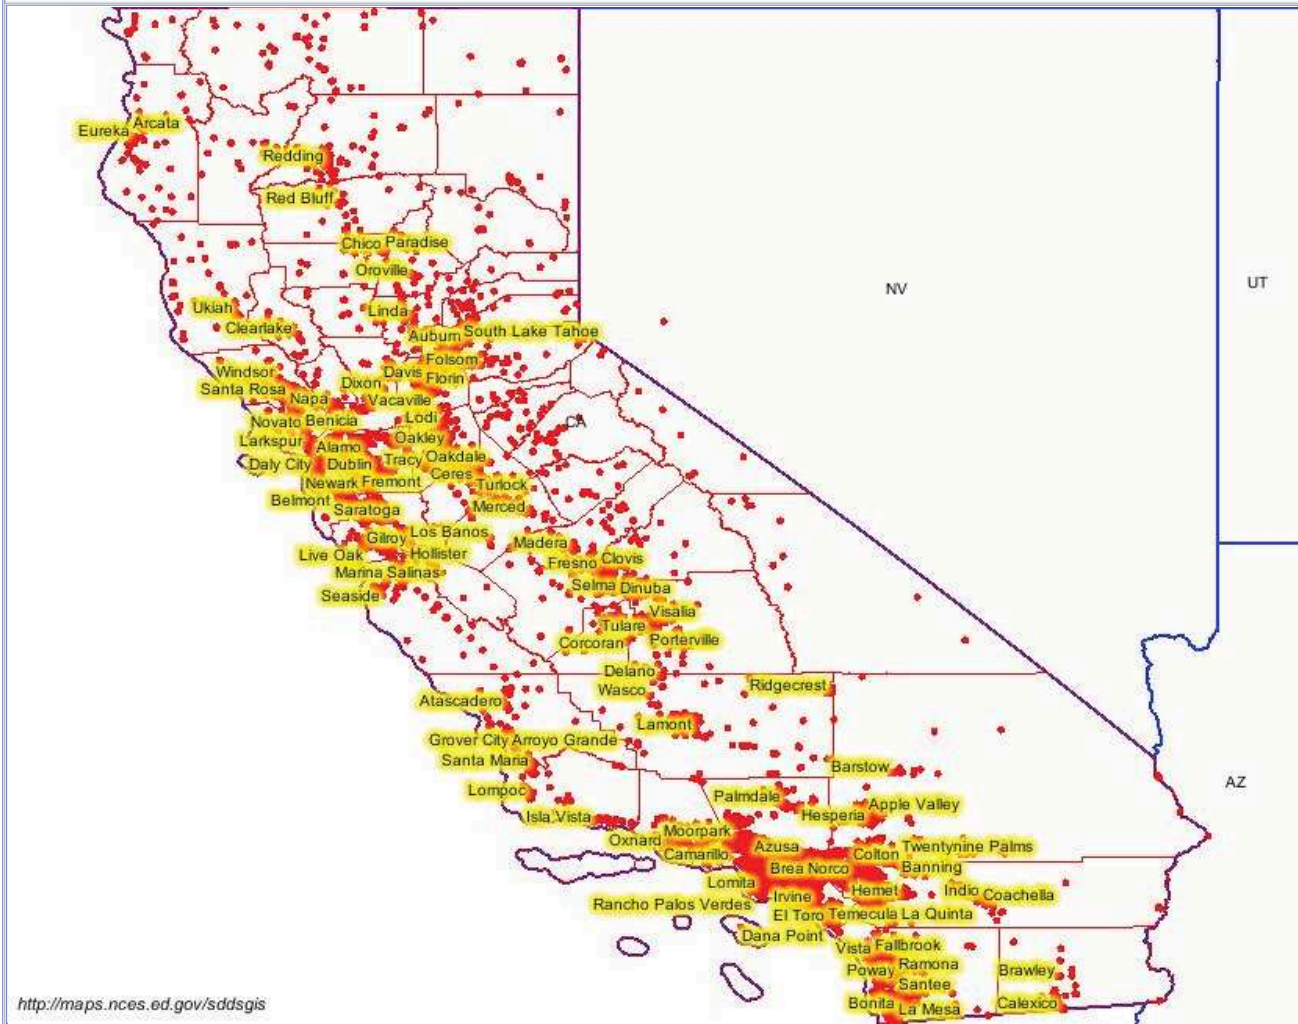 Eureka Arcata
Redding
Red Bluff
Chico Paradise
Oroville
NV
UT
Ukiah
Linda
Clearlake
Auburn South Lake Tahoe
Folsom
Windsor
Davis
Florin
Santa Rosa
Dixon
Napa
Vacaville
Novato Benicia
Lodi
CA
Larkspur
Alamo
Oakley
Daly City Dublin
Tracy Oakdale
Newark Fremont
Ceres
Turlock
Belmont
Saratoga
Merced
Gilroy Los Banos
Madera
Live Oak
Hollister
Fresno Clovis
Marina Salinas
Selma Dinuba
Seaside
Visalia
Tulare
Corcoran
Porterville
Delano
Wasco
Ridgecrest
Atascadero
Lamont
Grover City Arroyo Grande
Santa Maria
Barstow
AZ
Lompoc
Palmdale
Apple Valley
Isla Vista
Hesperia
Oxnard
Moorpark
Camarillo
Azusa
Colton
Twentynine Palms
Brea Norco
Banning
Lomita
Irvine
Hemet
Indio Coachella
Rancho Palos Verdes
El Toro Temecula La Quinta
Dana Point
Vista Fallbrook
Poway Ramona
Brawley
Santee
Bonita La Mesa
Calexico
http://maps.nces.ed.gov/sddsgis